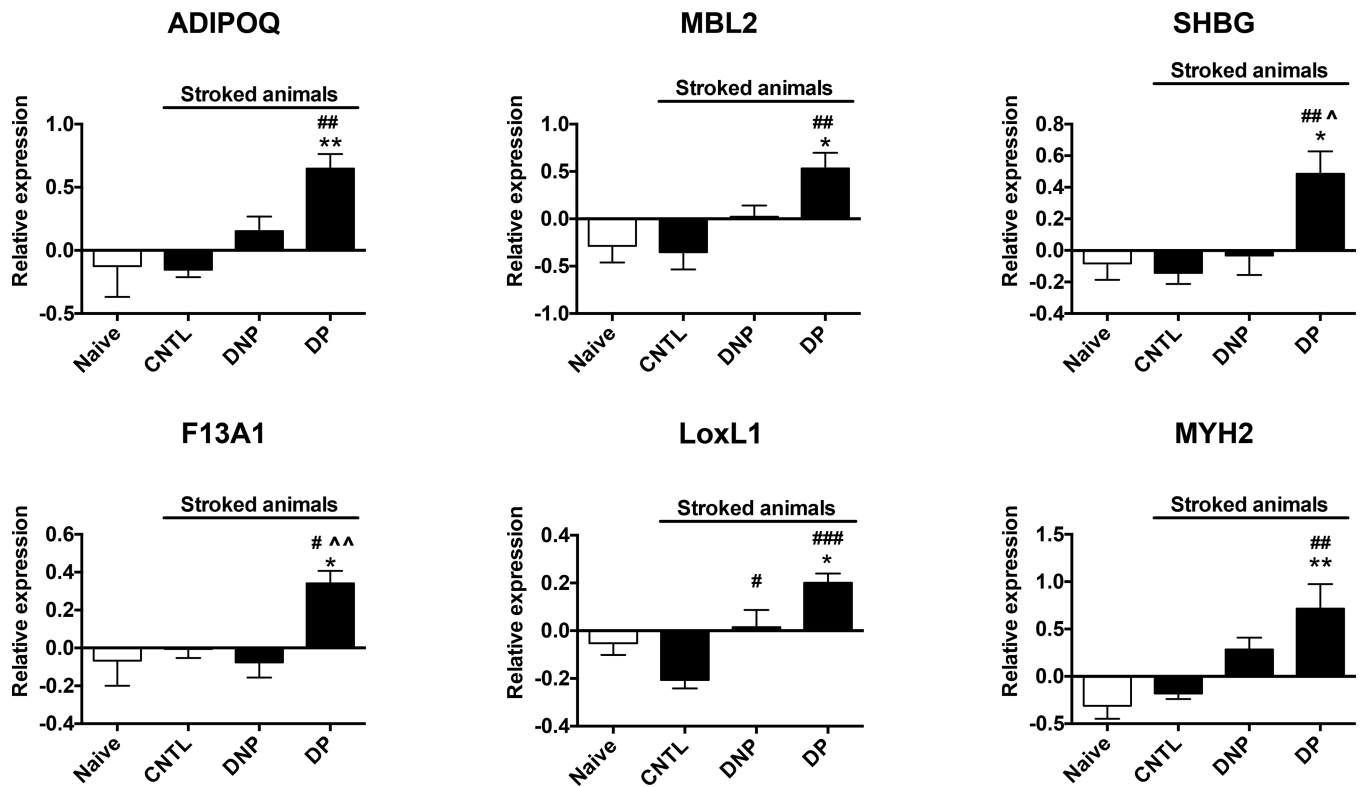 ADIPOQ
Stroked animals
Relative expression
##
**
1.0
0.5
0.0
-0.5
Naive
CNTL
DNP
DP
MBL2
Stroked animals
Relative expression
##
*
1.0
0.5
0.0
-0.5
-1.0
Naive
CNTL
DNP
DP
SHBG
Stroked animals
Relative expression
## ^
*
0.8
0.6
0.4
0.2
0.0
-0.2
-0.4
Naive
CNTL
DNP
DP
F13A1
Stroked animals
Relative expression
# ^^
*
0.6
0.4
0.2
0.0
-0.2
-0.4
Naive
CNTL
DNP
DP
LoxL1
Stroked animals
Relative expression
###
*
#
0.4
0.2
0.0
-0.2
-0.4
Naive
CNTL
DNP
DP
MYH2
Stroked animals
Relative expression
##
**
1.5
1.0
0.5
0.0
-0.5
Naive
CNTL
DNP
DP